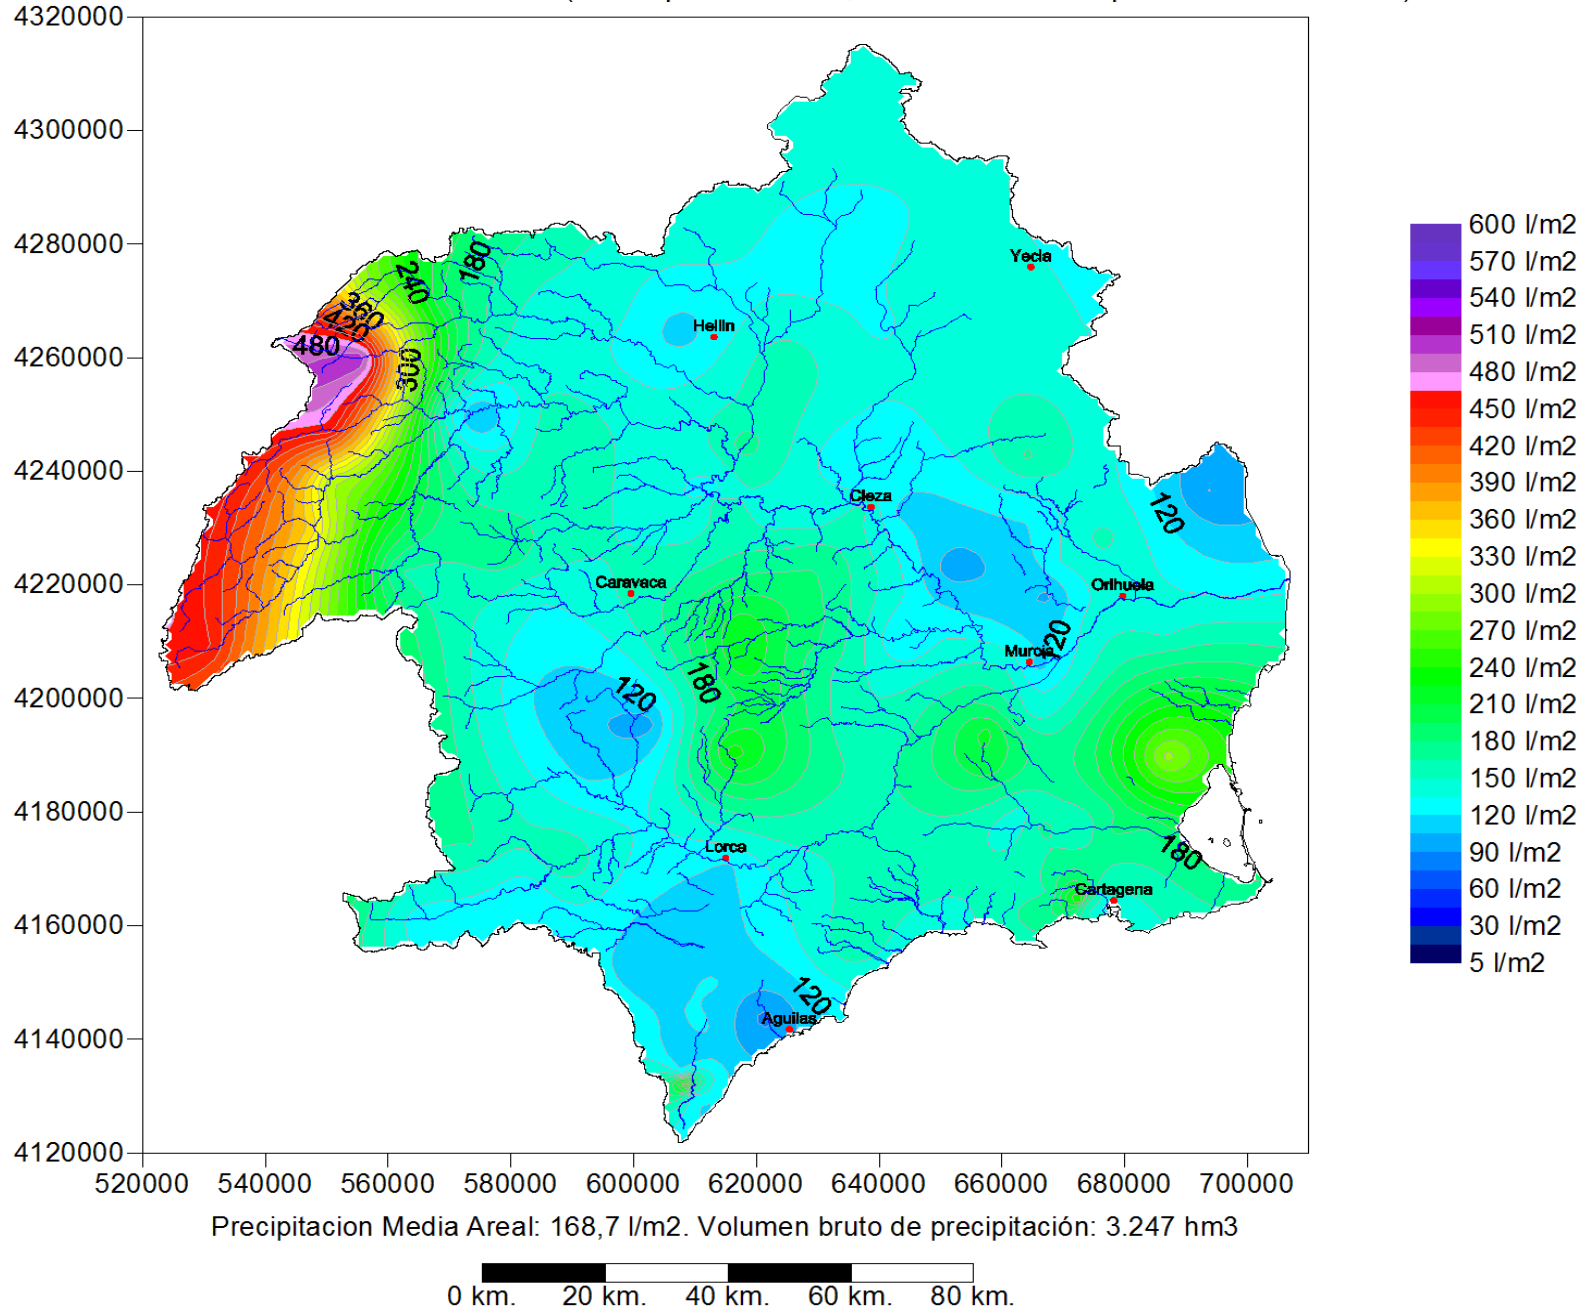 4320000
4300000
4280000
4260000
4240000
4220000
4200000
4180000
4160000
4140000
4120000
520000 540000 560000 580000 600000 620000 640000 660000 680000 700000
180
240
360
420
480
300
Yecla
Hellin
Cieza
120
Caravaca
Orihuela
120
Murcia
180
120
Lorca
180
Cartagena
120
Aguilas
600 l/m2
570 l/m2
540 l/m2
510 l/m2
480 l/m2
450 l/m2
420 l/m2
390 l/m2
360 l/m2
330 l/m2
300 l/m2
270 l/m2
240 l/m2
210 l/m2
180 l/m2
150 l/m2
120 l/m2
90 l/m2
60 l/m2
30 l/m2
5 l/m2
Precipitacion Media Areal: 168,7 l/m2. Volumen bruto de precipitación: 3.247 hm3
0 km. 20 km. 40 km. 60 km. 80 km.